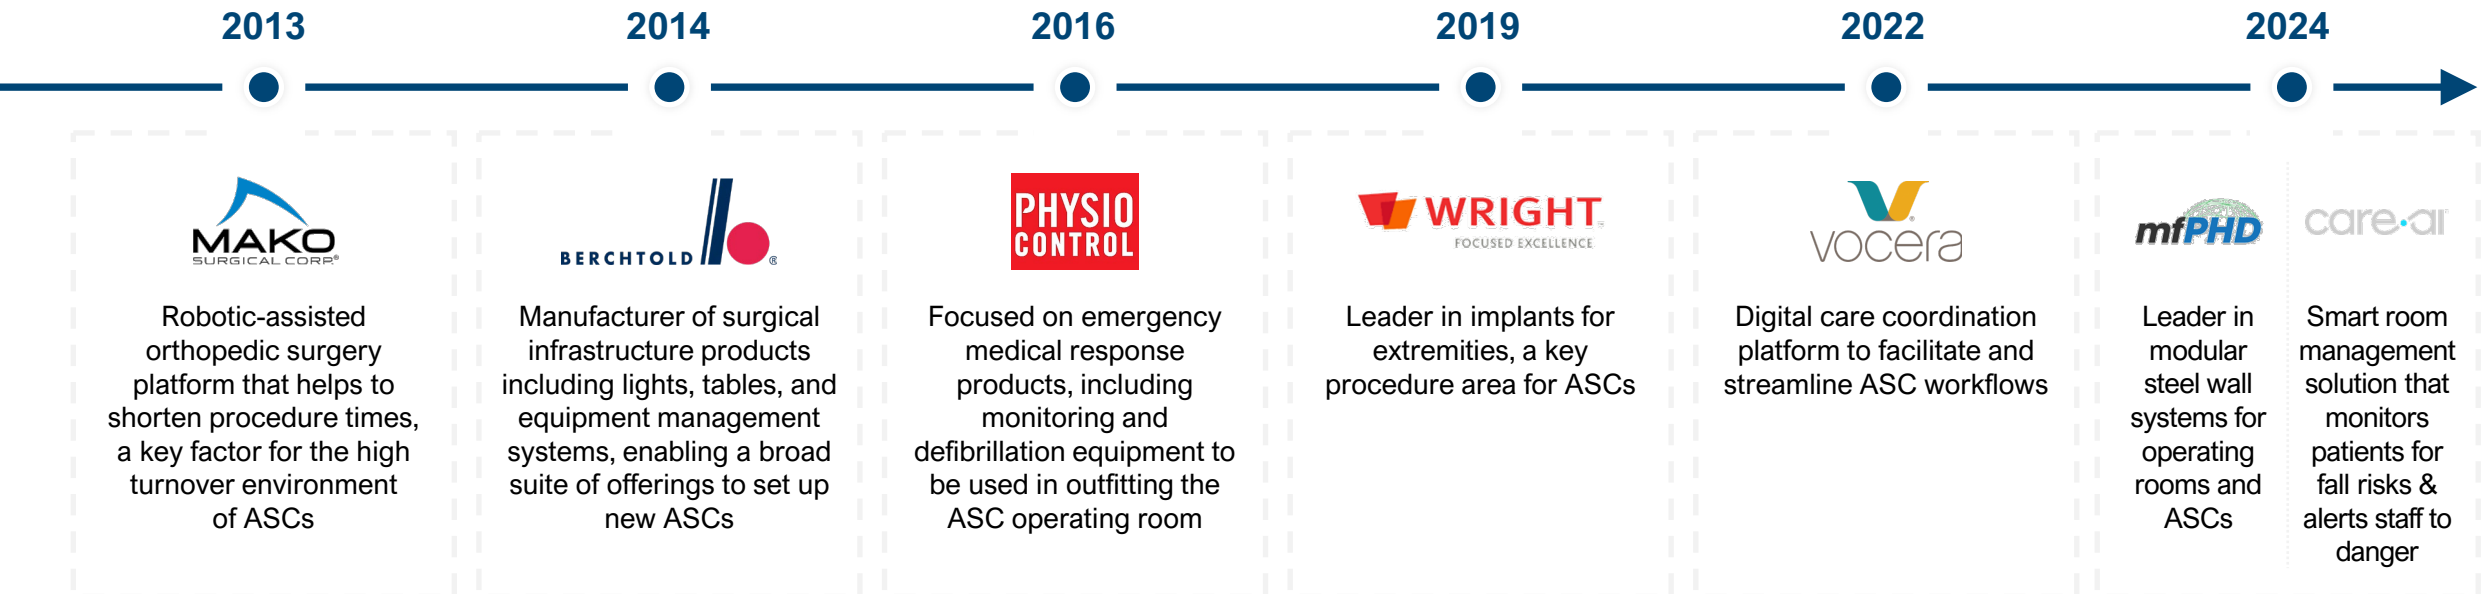 2013
2014
2016
2019
2022
2024
MAKO
SURGICAL CORP.®
Robotic-assisted
orthopedic surgery
platform that helps to
shorten procedure times,
a key factor for the high
turnover environment
of ASCs
BERCHTOLD ®
Manufacturer of surgical
infrastructure products
including lights, tables, and
equipment management
systems, enabling a broad
suite of offerings to set up
new ASCs
PHYSIO
CONTROL
Focused on emergency
medical response
products, including
monitoring and
defibrillation equipment to
be used in outfitting the
ASC operating room
WRIGHT
FOCUSED EXCELLENCE
Leader in implants for
extremities, a key
procedure area for ASCs
vocera
Digital care coordination
platform to facilitate and
streamline ASC workflows
mfPHD
Leader in
modular
steel wall
systems for
operating
rooms and
ASCs
care.ai
Smart room
management
solution that
monitors
patients for
fall risks &
alerts staff to
danger